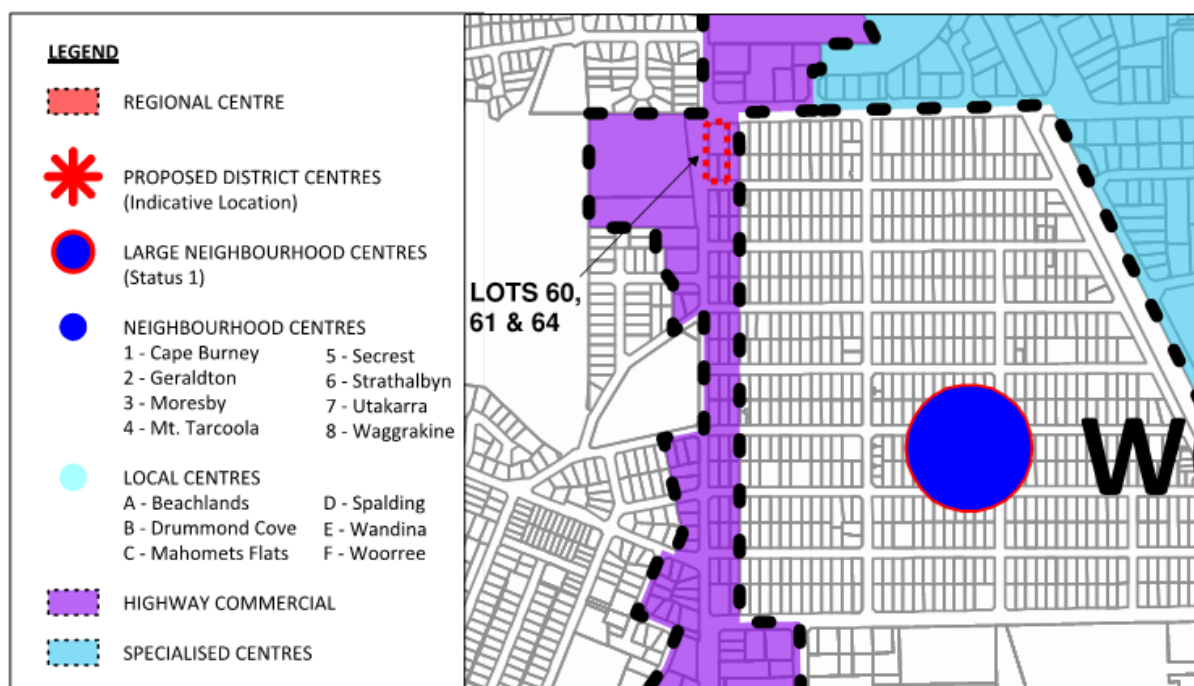 LEGEND
REGIONAL CENTRE
PROPOSED DISTRICT CENTRES
(Indicative Location)
LARGE NEIGHBOURHOOD CENTRES
(Status 1)
NEIGHBOURHOOD CENTRES
1 - Cape Burney
2 - Geraldton
3 - Moresby
4 - Mt. Tarcoola
5 - Secrest
6 - Strathalbyn
7 - Utakarra
8 - Waggrakine
LOCAL CENTRES
A - Beachlands
B - Drummond Cove
C - Mahomets Flats
D - Spalding
E - Wandina
F - Woorree
HIGHWAY COMMERCIAL
SPECIALISED CENTRES
LOTS 60,
61 & 64
W